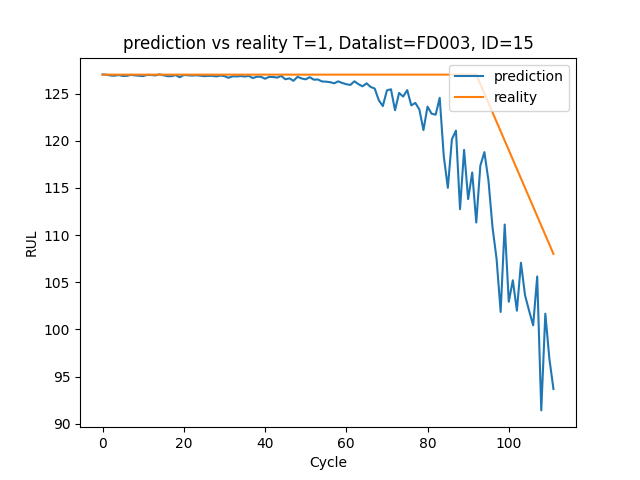 prediction vs reality T=1, Datalist=FD003, ID=15
prediction
reality
RUL
125
120
115
110
105
100
95
90
0
20
40
60
80
100
Cycle